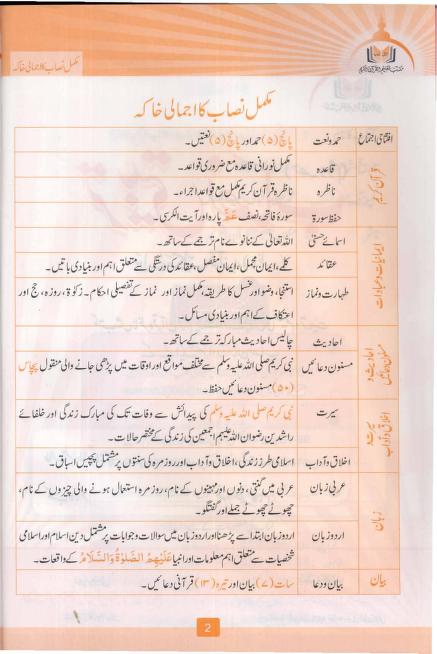 مکمل نصاب کا اجمالی خاکہ
مکمل نصاب کا اجمالی خاکہ
افتتاحی اجتماع
حمد و نعت
پانچ (۵) حمد اور پانچ (۵) نعتیں۔
قرآن کریم
قاعدہ
مکمل نورانی قاعدہ مع ضروری قواعد۔
ناظرہ
ناظرہ قرآن کریم مکمل مع قواعد اجراء۔
حفظ سورۃ
سورۂ فاتحہ، نصف عَمَّ پارہ اور آیت الکرسی۔
ایمانیات و عبادات
اسمائے حسنیٰ
اللہ تعالیٰ کے ننانوے نام ترجمے کے ساتھ۔
عقائد
کلمے، ایمان مجمل، ایمان مفصل، عقائد کی درستگی سے متعلق اہم اور بنیادی باتیں۔
طہارت و نماز
استنجا، وضو اور غسل کا طریقہ، مکمل نماز اور نماز کے تفصیلی احکام۔ زکوٰۃ، روزہ، حج اور
اعتکاف کے اہم اور بنیادی مسائل۔
احادیث و
مسنون دعائیں
احادیث
چالیس احادیث مبارکہ ترجمے کے ساتھ۔
مسنون دعائیں
نبی کریم صلی اللہ علیہ وسلم سے مختلف مواقع اور اوقات میں پڑھی جانے والی منقول پچاس
(۵۰) مسنون دعائیں حفظ۔
سیرت و
اخلاق و آداب
سیرت
نبی کریم صلی اللہ علیہ وسلم کی پیدائش سے وفات تک کی مبارک زندگی اور خلفائے
راشدین رضوان اللہ علیہم اجمعین کی زندگی کے مختصر حالات۔
اخلاق و آداب
اسلامی طرز زندگی، اخلاق و آداب اور روزمرہ کی سنتوں پر مشتمل پچیس اسباق۔
زبان
عربی زبان
عربی میں گنتی، دنوں اور مہینوں کے نام، روزمرہ استعمال ہونے والی چیزوں کے نام،
چھوٹے چھوٹے جملے اور گفتگو۔
اردو زبان
اردو زبان ابتدا سے پڑھنا اور اردو زبان میں سوالات و جوابات پر مشتمل دین اسلام اور اسلامی
شخصیات سے متعلق اہم معلومات اور انبیا عَلَيْهِمُ الصَّلٰوةُ وَالسَّلَامُ کے واقعات۔
بیان
بیان و دعا
سات (۷) بیان اور تیرہ (۱۳) قرآنی دعائیں۔
2